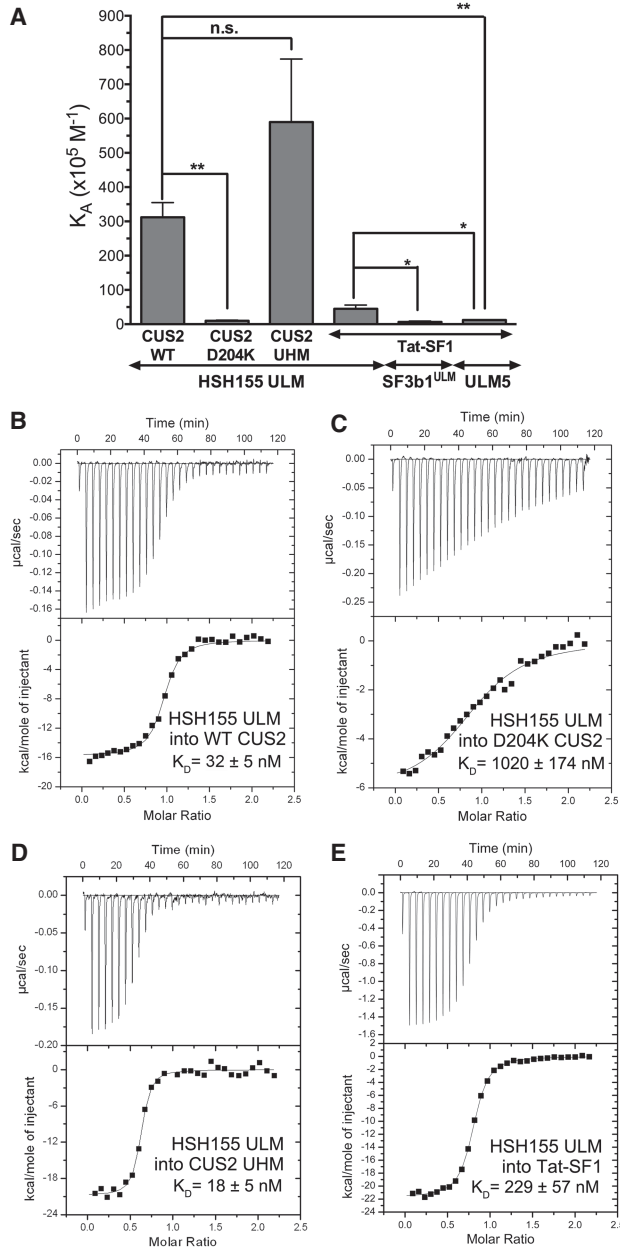 A
K_A (x10^5 M^-1)
900
800
700
600
500
400
300
200
100
0
**
n.s.
**
*
*
CUS2 WT
CUS2 D204K
CUS2 UHM
Tat-SF1
HSH155 ULM
SF3b1^ULM
ULM5
B
Time (min)
0 20 40 60 80 100 120
0.00
-0.02
-0.04
-0.06
-0.08
-0.10
-0.12
-0.14
-0.16
µcal/sec
0
-4
-8
-12
-16
-20
kcal/mole of injectant
HSH155 ULM
into WT CUS2
K_D= 32 ± 5 nM
0.0 0.5 1.0 1.5 2.0 2.5
Molar Ratio
C
Time (min)
0 20 40 60 80 100 120
0.00
-0.05
-0.10
-0.15
-0.20
-0.25
µcal/sec
0
-2
-4
-6
kcal/mole of injectant
HSH155 ULM
into D204K CUS2
K_D= 1020 ± 174 nM
0.0 0.5 1.0 1.5 2.0 2.5
Molar Ratio
D
Time (min)
0 20 40 60 80 100 120
0.00
-0.05
-0.10
-0.15
-0.20
µcal/sec
0
-6
-12
-18
-24
kcal/mole of injectant
HSH155 ULM
into CUS2 UHM
K_D= 18 ± 5 nM
0.0 0.5 1.0 1.5 2.0 2.5
Molar Ratio
E
Time (min)
0 20 40 60 80 100 120
0.0
-0.2
-0.4
-0.6
-0.8
-1.0
-1.2
-1.4
-1.6
µcal/sec
2
0
-2
-4
-6
-8
-10
-12
-14
-16
-18
-20
-22
-24
kcal/mole of injectant
HSH155 ULM
into Tat-SF1
K_D= 229 ± 57 nM
0.0 0.5 1.0 1.5 2.0 2.5
Molar Ratio